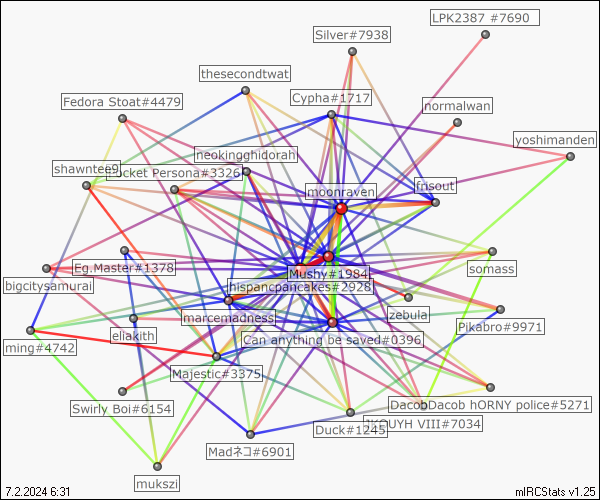 LPK2387 #7690
Silver#7938
thesecondtwat
Fedora Stoat#4479
Cypha#1717
normalwan
yoshimanden
neokingghidorah
shawntee9
ocket Persona#3326
moonraven
frisout
Eg.Master#1378
Mushy#1984
somass
bigcitysamurai
hispancpancakes#2928
zebula
marcemadness
Pikabro#9971
eliakith
Can anything be saved#0396
ming#4742
Majestic#3375
Swirly Boi#6154
DacobDacob hORNY police#5271
Duck#1245
KOUYH VIII#7034
Madネコ#6901
mukszi
7.2.2024 6:31
mIRCStats v1.25